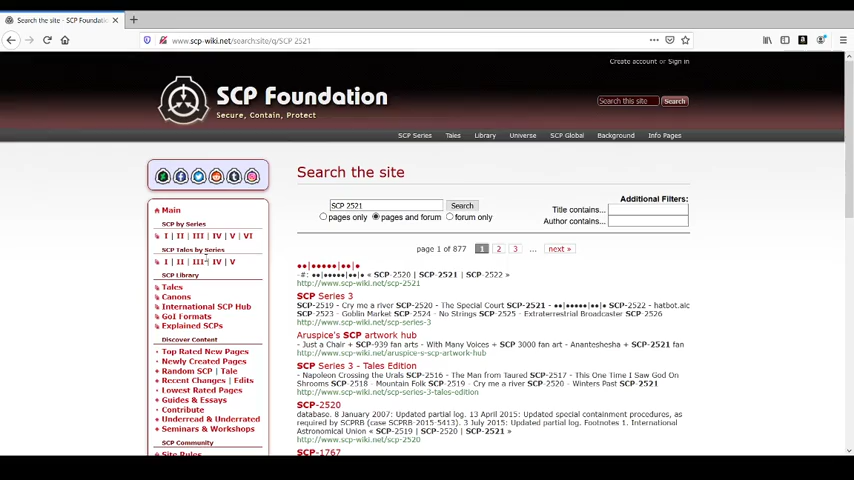 Search the site - SCP Foundation
www.scp-wiki.net/search:site/q/SCP 2521
Create account or Sign in
SCP Foundation
Secure, Contain, Protect
Search this site
Search
SCP Series
Tales
Library
Universe
SCP Global
Background
Info Pages
Main
SCP by Series
I | II | III | IV | V | VI
SCP Tales by Series
I | II | III | IV | V
SCP Library
Tales
Canons
International SCP Hub
GoI Formats
Explained SCPs
Discover Content
Top Rated New Pages
Newly Created Pages
Random SCP | Tale
Recent Changes | Edits
Lowest Rated Pages
Guides & Essays
Contribute
Underread & Underrated
Seminars & Workshops
SCP Community
Site Rules
Search the site
SCP 2521
Search
pages only
pages and forum
forum only
Additional Filters:
Title contains...
Author contains...
page 1 of 877
1
2
3
...
next »
●●|●●●●●|●●|●
-#: ●●|●●●●●|●●|● « SCP-2520 - SCP-2521 - SCP-2522 »
http://www.scp-wiki.net/scp-2521
SCP Series 3
SCP-2519 - Cry me a river SCP-2520 - The Special Court SCP-2521 - ●●|●●●●●|●●|● SCP-2522 - hatbot.aic
SCP-2523 - Goblin Market SCP-2524 - No Strings SCP-2525 - Extraterrestrial Broadcaster SCP-2526
http://www.scp-wiki.net/scp-series-3
Aruspice's SCP artwork hub
- Just a Chair + SCP-939 fan arts - With Many Voices + SCP 3000 fan art - Anantashesha + SCP-2521 fan
http://www.scp-wiki.net/aruspice-s-scp-artwork-hub
SCP Series 3 - Tales Edition
- Napoleon Crossing the Urals SCP-2516 - The Man from Taured SCP-2517 - This One Time I Saw God On
Shrooms SCP-2518 - Mountain Folk SCP-2519 - Cry me a river SCP-2520 - Winters Past SCP-2521
http://www.scp-wiki.net/scp-series-3-tales-edition
SCP-2520
database. 8 January 2007: Updated partial log. 13 April 2015: Updated special containment procedures, as
required by SCPRB (case SCPRB-2015-5413). 3 July 2015: Updated partial log. Footnotes 1. International
Astronomical Union « SCP-2519 | SCP-2520 | SCP-2521 »
http://www.scp-wiki.net/scp-2520
SCP-1767